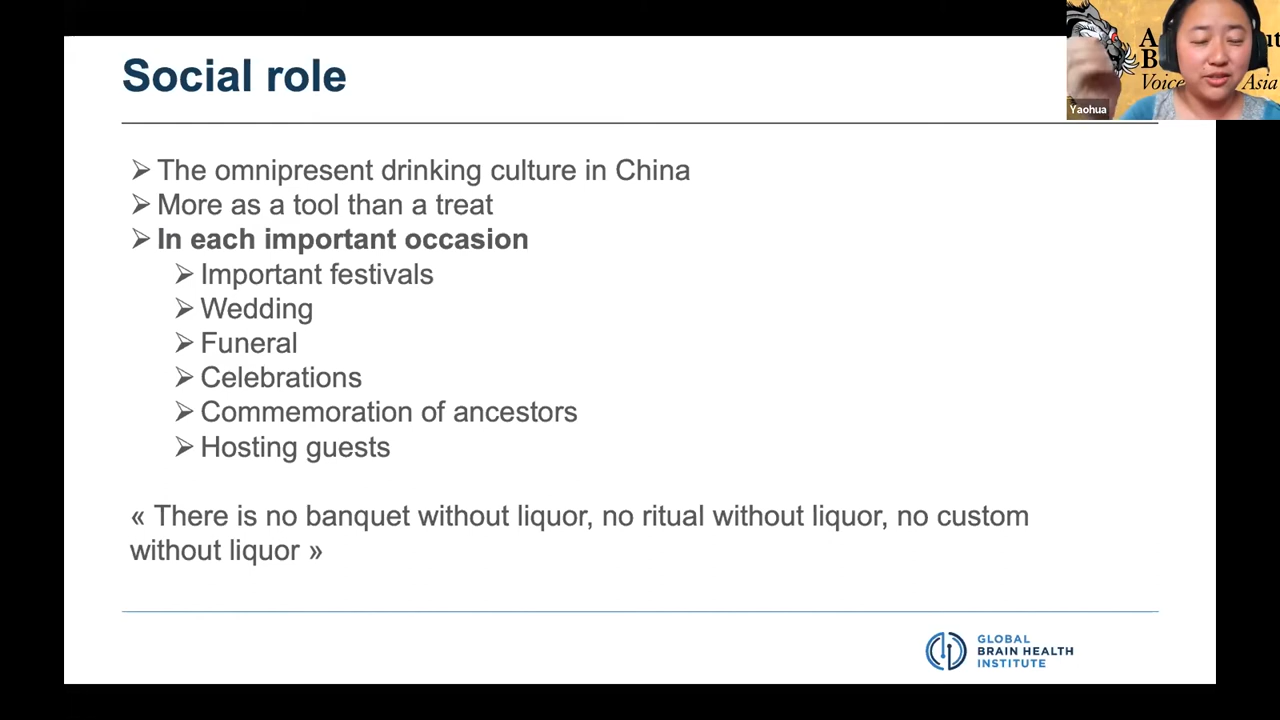 Social role
➢ The omnipresent drinking culture in China
➢ More as a tool than a treat
➢ In each important occasion
➢ Important festivals
➢ Wedding
➢ Funeral
➢ Celebrations
➢ Commemoration of ancestors
➢ Hosting guests
« There is no banquet without liquor, no ritual without liquor, no custom
without liquor »
GLOBAL
BRAIN HEALTH
INSTITUTE
Voice Asia
Yaohua